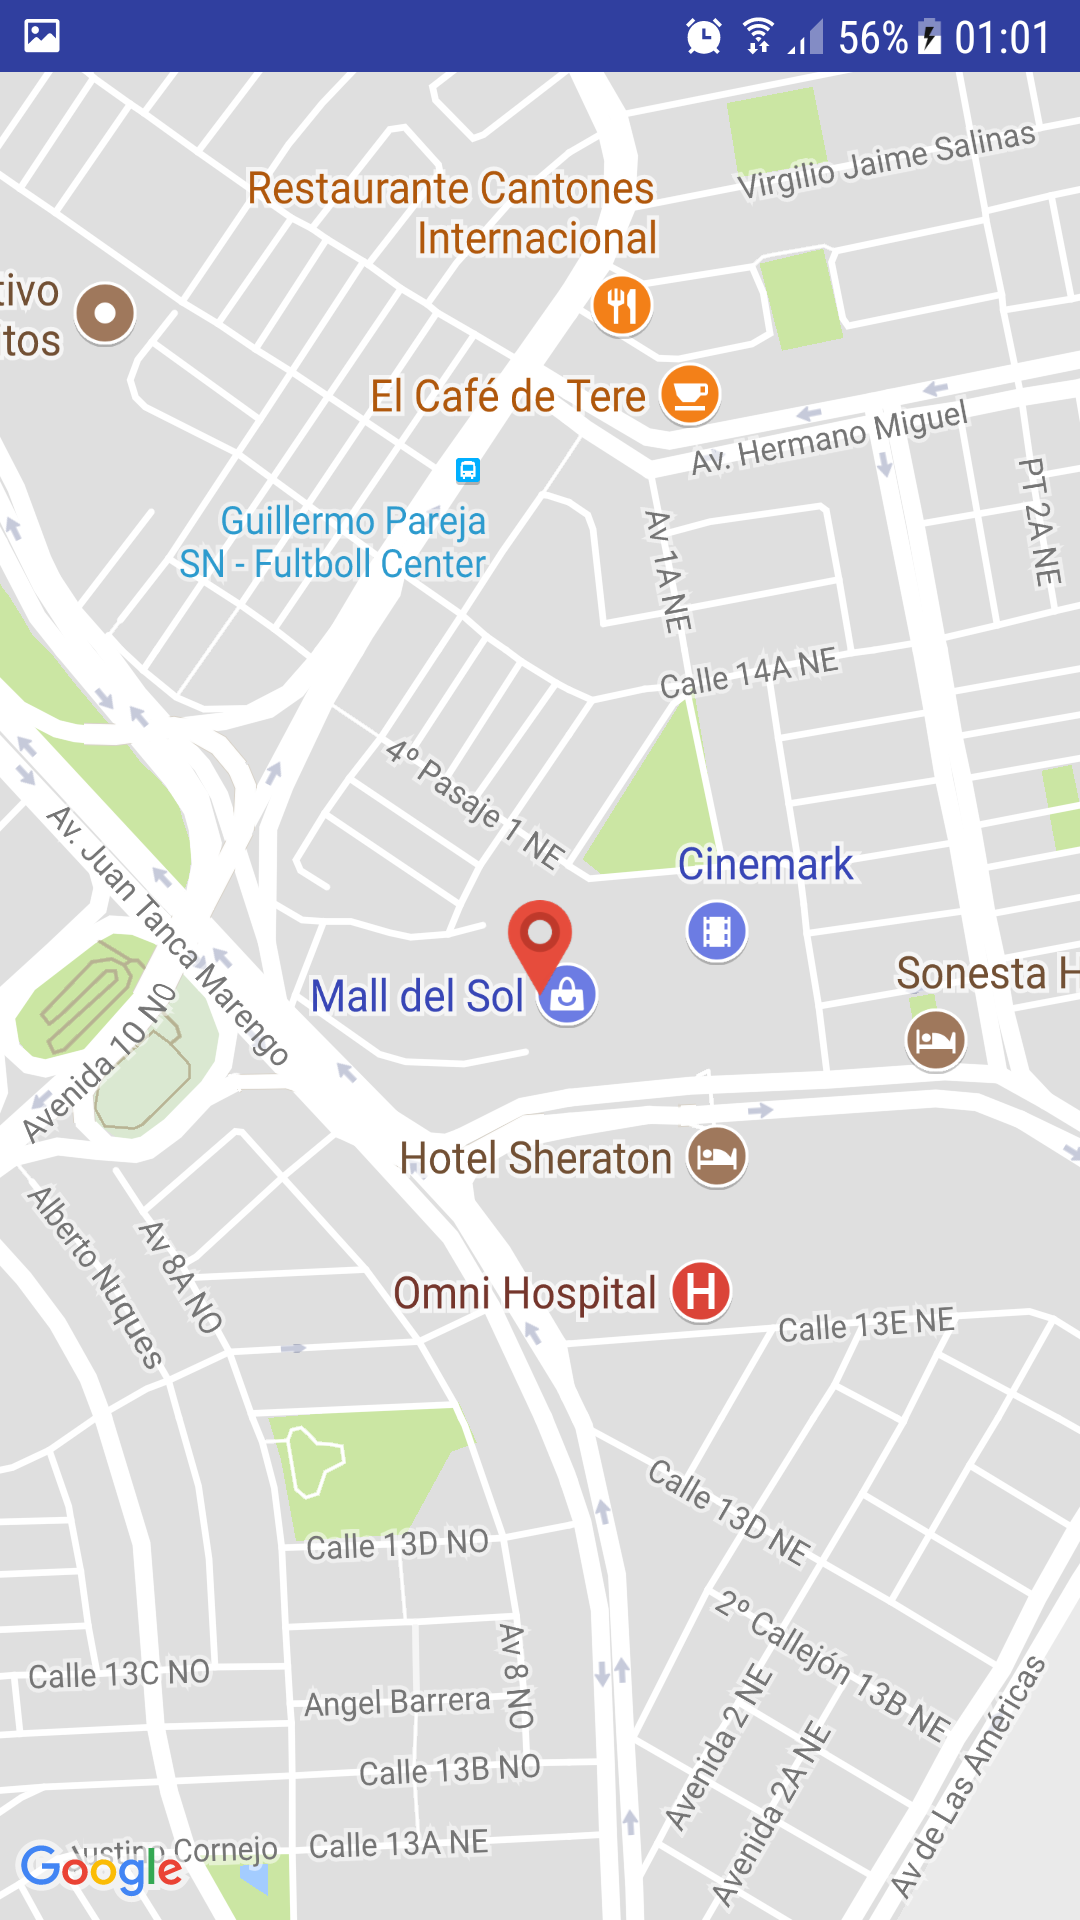 56% 01:01
Virgilio Jaime Salinas
Restaurante Cantones
Internacional
tivo
itos
El Café de Tere
Av. Hermano Miguel
PT 2A NE
Guillermo Pareja
SN - Fultboll Center
Av 1A NE
Calle 14A NE
4º Pasaje 1 NE
Av. Juan Tanca Marengo
Cinemark
Mall del Sol
Sonesta H
Avenida 10 NO
Hotel Sheraton
Alberto Nuques
Av 8A NO
Omni Hospital
H
Calle 13E NE
Calle 13D NE
Calle 13D NO
2º Callejón 13B NE
Av 8 NO
Calle 13C NO
Angel Barrera
Avenida 2 NE
Avenida 2A NE
Av de Las Américas
Calle 13B NO
Calle 13A NE
Cornejo
Google